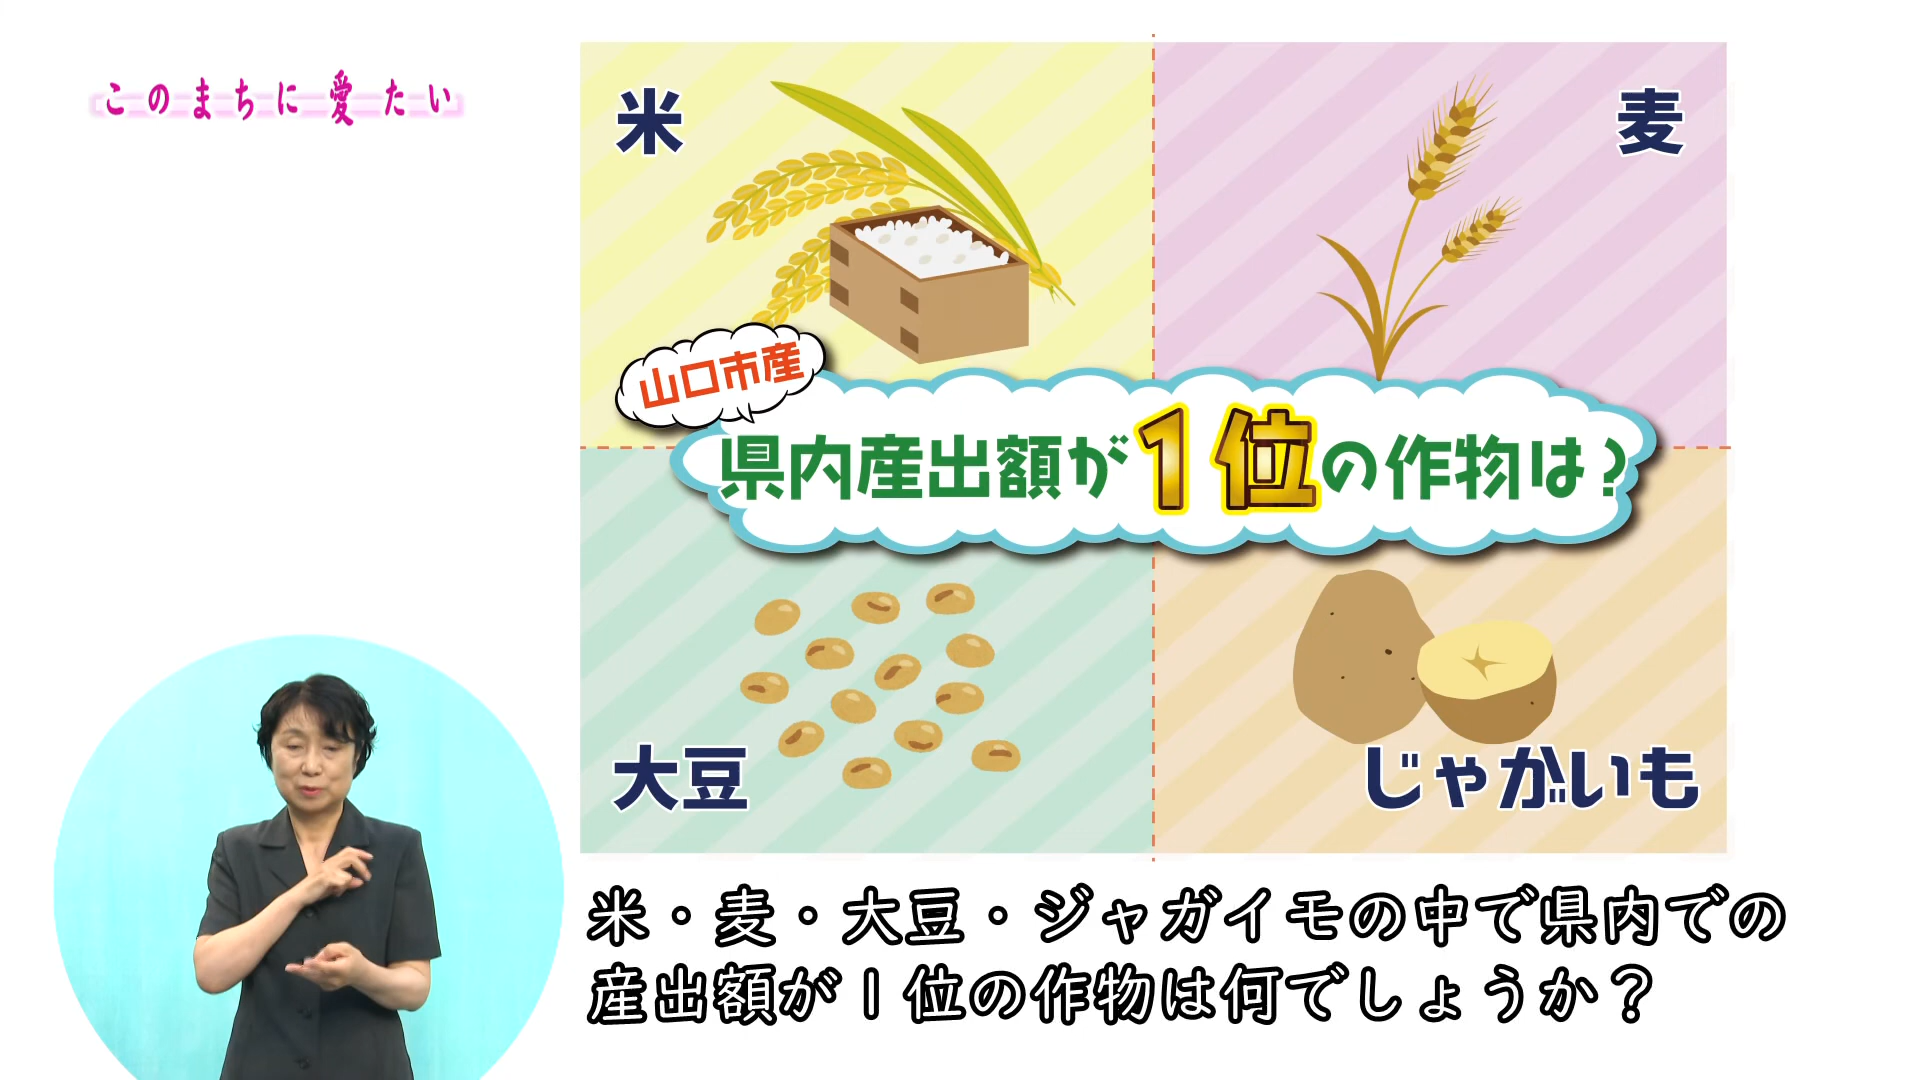 このまちに愛たい
米
麦
山口市産
県内産出額が1位の作物は?
大豆
じゃがいも
米・麦・大豆・ジャガイモの中で県内での
産出額が1位の作物は何でしょうか?